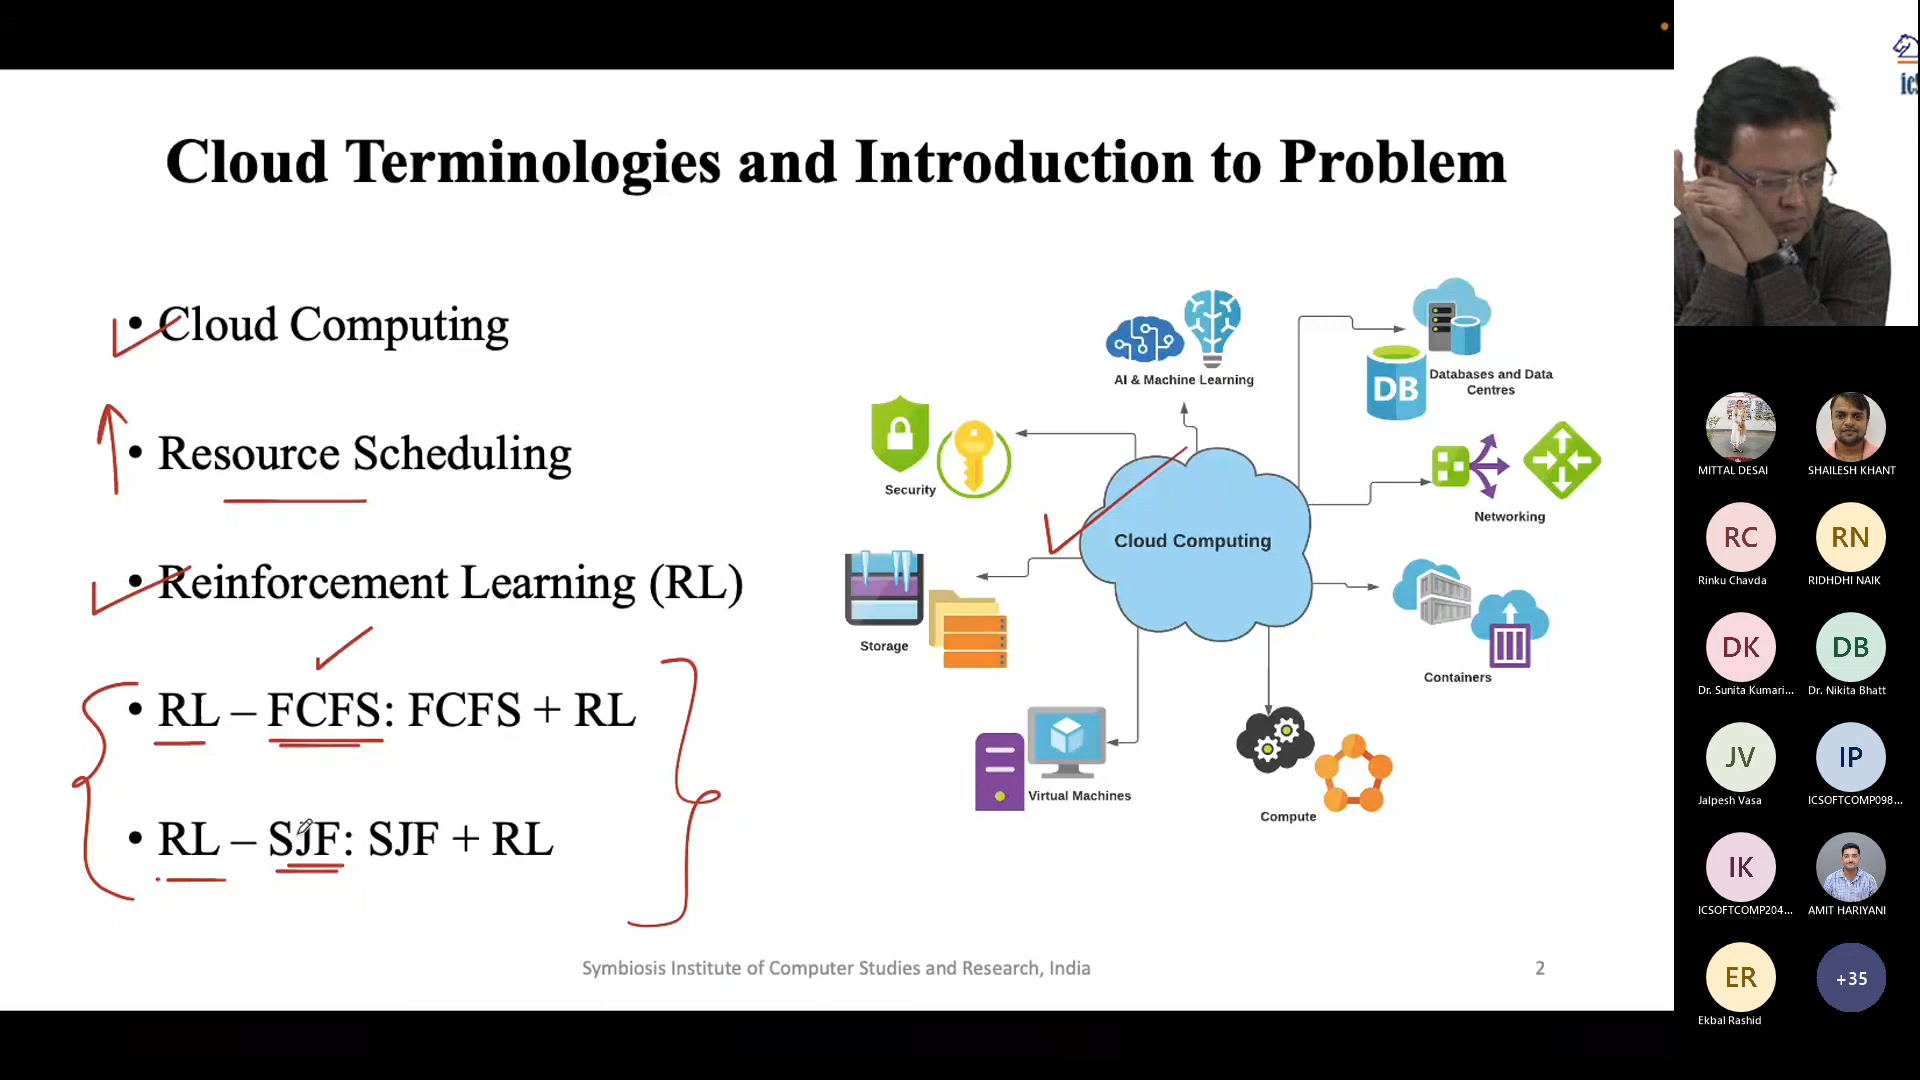 Cloud Terminologies and Introduction to Problem
• Cloud Computing
• Resource Scheduling
• Reinforcement Learning (RL)
• RL – FCFS: FCFS + RL
• RL – SJF: SJF + RL
AI & Machine Learning
DB
Databases and Data
Centres
Security
Networking
Cloud Computing
Storage
Containers
Virtual Machines
Compute
Symbiosis Institute of Computer Studies and Research, India
2
MITTAL DESAI
SHAILESH KHANT
RC
Rinku Chavda
RN
RIDHDHI NAIK
DK
Dr. Sunita Kumari...
DB
Dr. Nikita Bhatt
JV
Jalpesh Vasa
IP
ICSOFTCOMP098...
IK
ICSOFTCOMP204...
AMIT HARIYANI
ER
Ekbal Rashid
+35